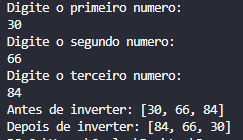 Digite o primeiro numero:
30
Digite o segundo numero:
66
Digite o terceiro numero:
84
Antes de inverter: [30, 66, 84]
Depois de inverter: [84, 66, 30]